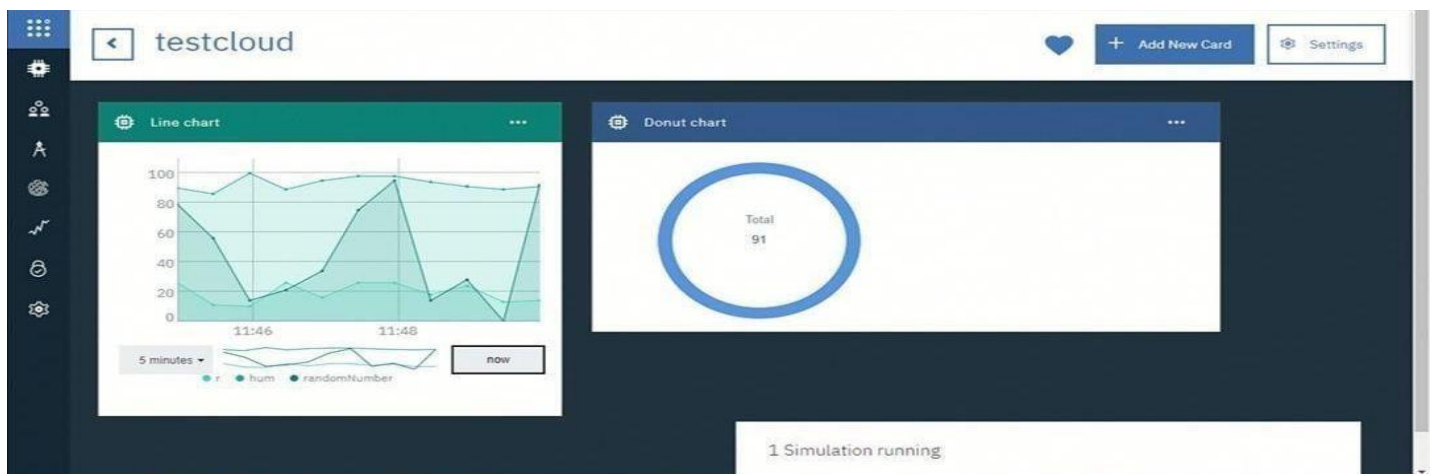 testcloud
+ Add New Card
Settings
Line chart
...
Donut chart
...
100
80
60
40
20
0
11:46
11:48
5 minutes
now
r
hum
randomNumber
Total
91
1 Simulation running